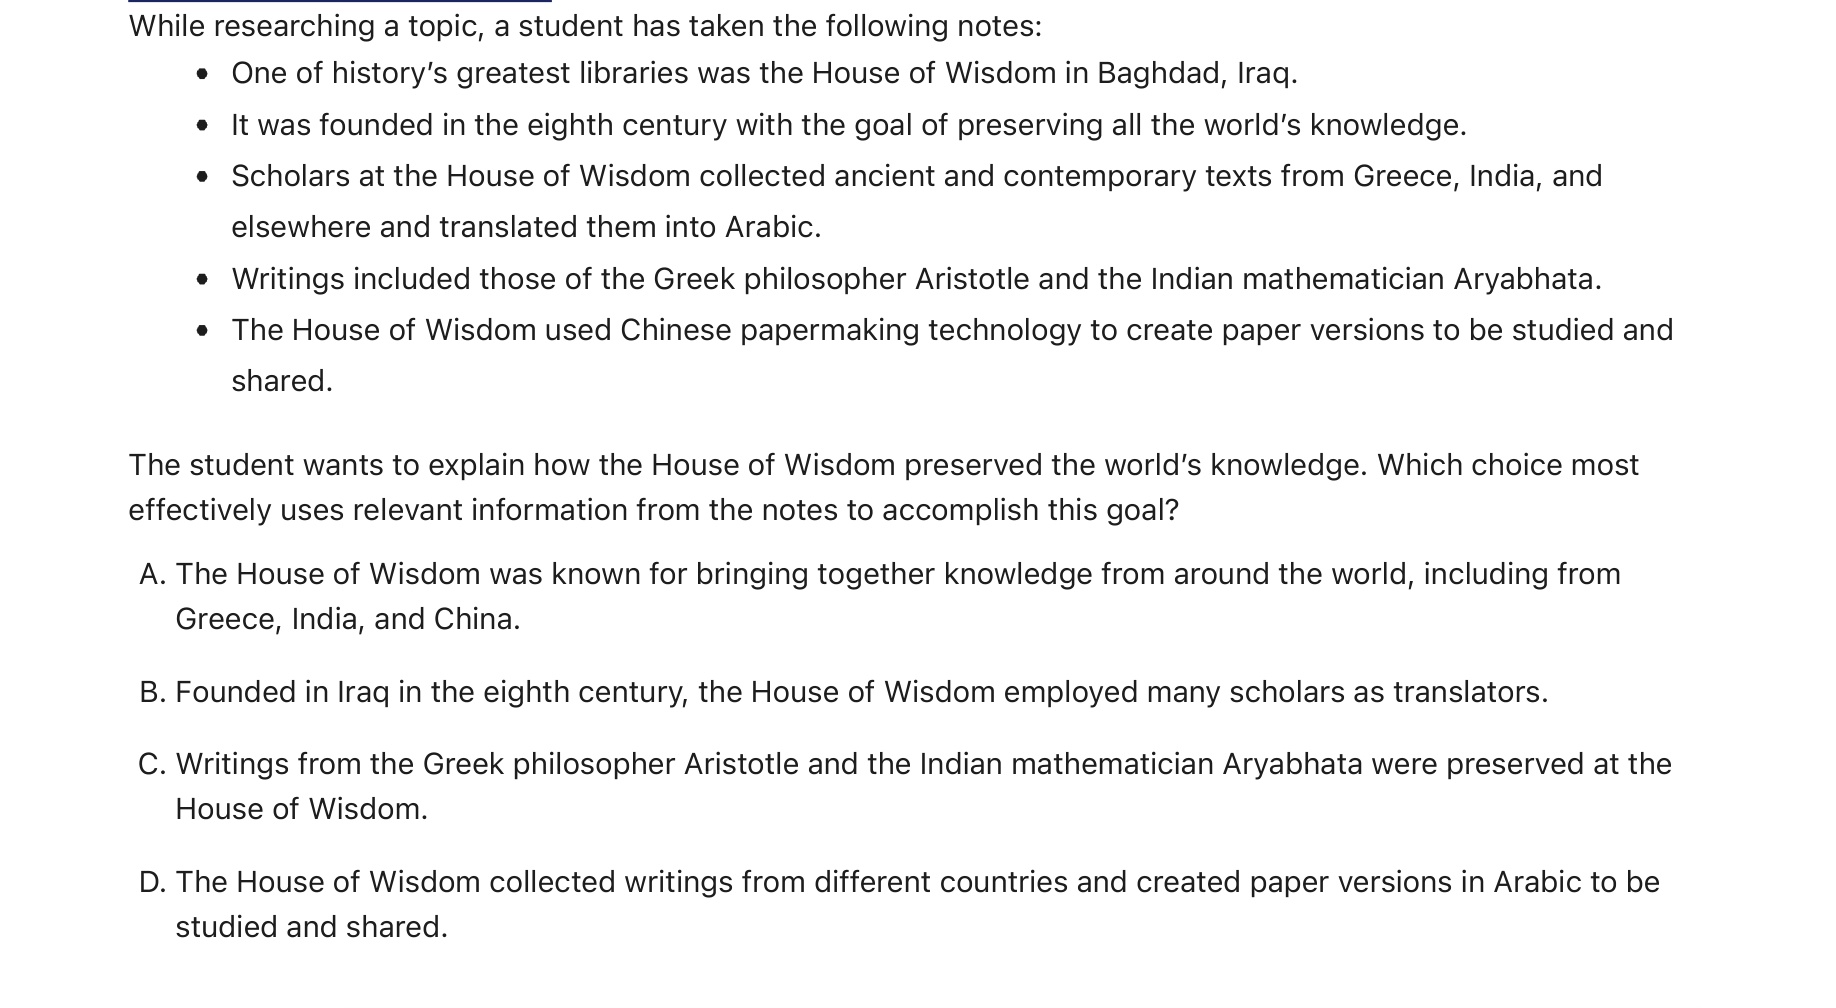 While researching a topic, a student has taken the following notes:
• One of history’s greatest libraries was the House of Wisdom in Baghdad, Iraq.
• It was founded in the eighth century with the goal of preserving all the world’s knowledge.
• Scholars at the House of Wisdom collected ancient and contemporary texts from Greece, India, and
elsewhere and translated them into Arabic.
• Writings included those of the Greek philosopher Aristotle and the Indian mathematician Aryabhata.
• The House of Wisdom used Chinese papermaking technology to create paper versions to be studied and
shared.
The student wants to explain how the House of Wisdom preserved the world’s knowledge. Which choice most
effectively uses relevant information from the notes to accomplish this goal?
A. The House of Wisdom was known for bringing together knowledge from around the world, including from
Greece, India, and China.
B. Founded in Iraq in the eighth century, the House of Wisdom employed many scholars as translators.
C. Writings from the Greek philosopher Aristotle and the Indian mathematician Aryabhata were preserved at the
House of Wisdom.
D. The House of Wisdom collected writings from different countries and created paper versions in Arabic to be
studied and shared.